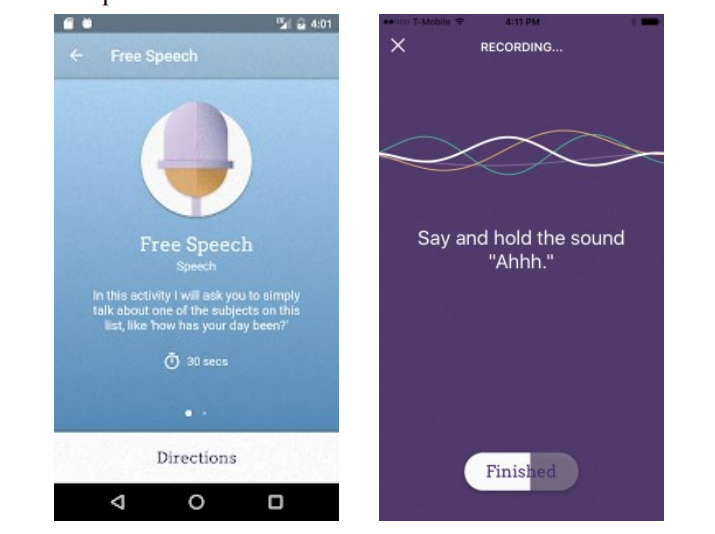 4:01
Free Speech
Free Speech
Speech
In this activity I will ask you to simply
talk about one of the subjects on this
list, like 'how has your day been?'
30 secs
Directions
T-Mobile
4:11 PM
RECORDING...
Say and hold the sound
"Ahhh."
Finished